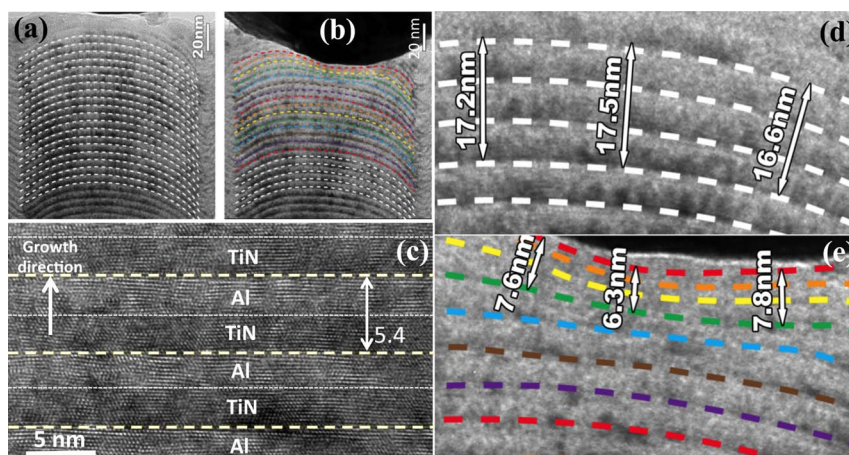 (a)
20nm
(b)
20 nm
(d)
17.2nm
17.5nm
16.6nm
Growth
direction
(c)
TiN
Al
5.4
TiN
Al
TiN
Al
5 nm
(e)
7.6nm
6.3nm
7.8nm